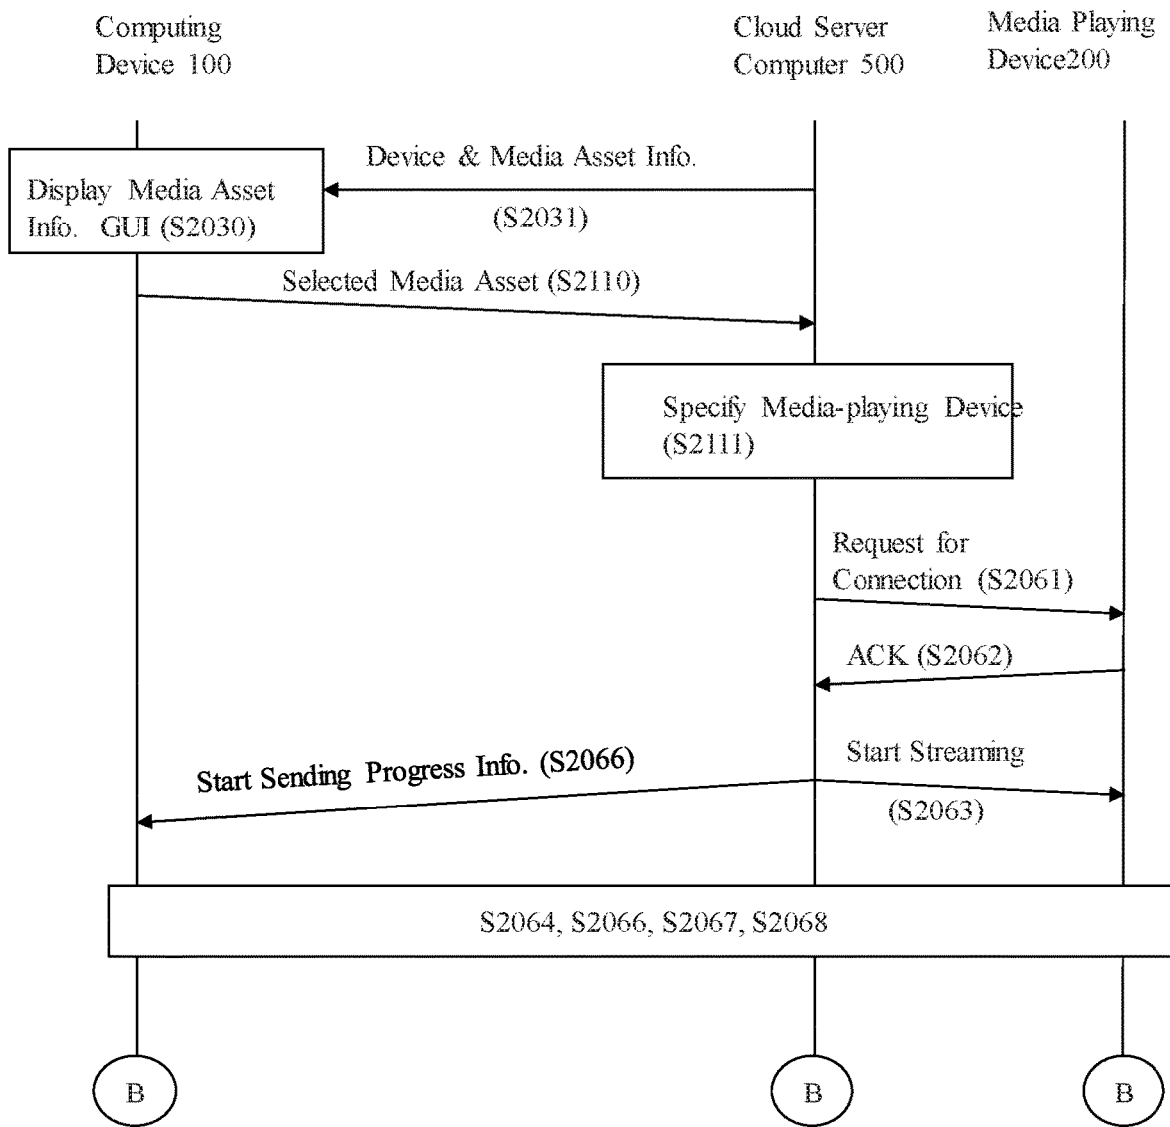 Computing
Device 100
Cloud Server
Computer 500
Media Playing
Device200
Device & Media Asset Info.
(S2031)
Display Media Asset
Info. GUI (S2030)
Selected Media Asset (S2110)
Specify Media-playing Device
(S2111)
Request for
Connection (S2061)
ACK (S2062)
Start Sending Progress Info. (S2066)
Start Streaming
(S2063)
S2064, S2066, S2067, S2068
B
B
B